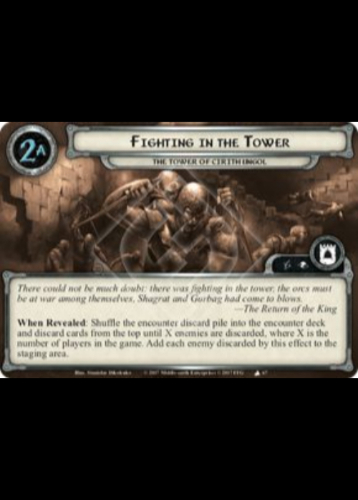 2A
FIGHTING IN THE TOWER
THE TOWER OF CIRITH UNGOL
There could not be much doubt: there was fighting in the tower, the orcs must
be at war among themselves, Shagrat and Gorbag had come to blows.
—The Return of the King
When Revealed: Shuffle the encounter discard pile into the encounter deck
and discard cards from the top until X enemies are discarded, where X is the
number of players in the game. Add each enemy discarded by this effect to the
staging area.